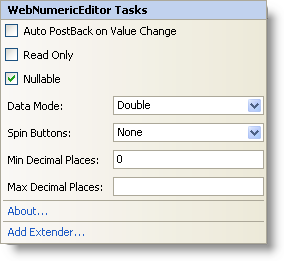 WebNumericEditor Tasks
Auto PostBack on Value Change
Read Only
Nullable
Data Mode: Double
Spin Buttons: None
Min Decimal Places: 0
Max Decimal Places:
About...
Add Extender...